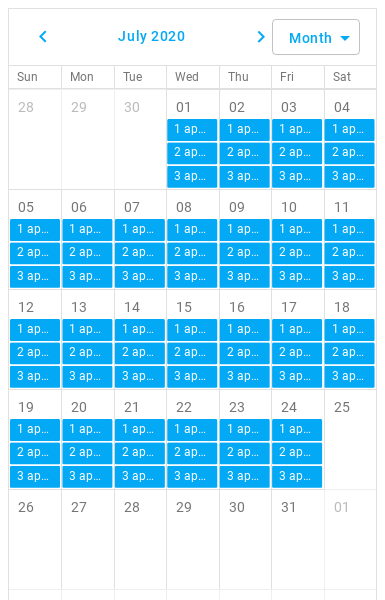 July 2020 Month
Sun Mon Tue Wed Thu Fri Sat
28 29 30 01 02 03 04
1 ap... 1 ap... 1 ap... 1 ap...
2 ap... 2 ap... 2 ap... 2 ap...
3 ap... 3 ap... 3 ap... 3 ap...
05 06 07 08 09 10 11
1 ap... 1 ap... 1 ap... 1 ap... 1 ap... 1 ap... 1 ap...
2 ap... 2 ap... 2 ap... 2 ap... 2 ap... 2 ap... 2 ap...
3 ap... 3 ap... 3 ap... 3 ap... 3 ap... 3 ap... 3 ap...
12 13 14 15 16 17 18
1 ap... 1 ap... 1 ap... 1 ap... 1 ap... 1 ap... 1 ap...
2 ap... 2 ap... 2 ap... 2 ap... 2 ap... 2 ap... 2 ap...
3 ap... 3 ap... 3 ap... 3 ap... 3 ap... 3 ap... 3 ap...
19 20 21 22 23 24 25
1 ap... 1 ap... 1 ap... 1 ap... 1 ap... 1 ap...
2 ap... 2 ap... 2 ap... 2 ap... 2 ap... 2 ap...
3 ap... 3 ap... 3 ap... 3 ap... 3 ap... 3 ap...
26 27 28 29 30 31 01